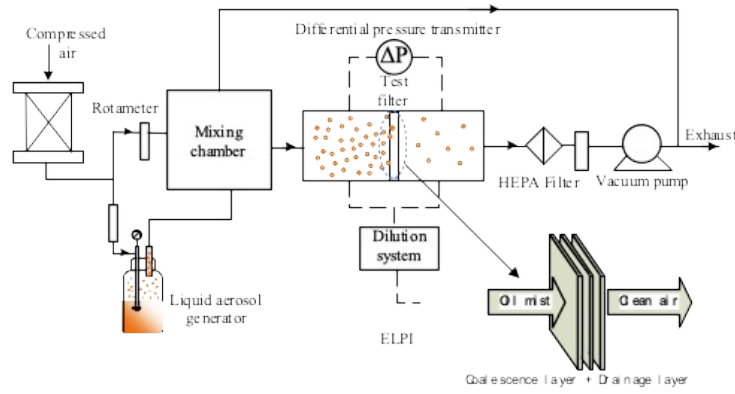 Differential pressure transmitter
Compressed
air
ΔP
Test
filter
Rotameter
Mixing
chamber
Exhaust
HEPA Filter
Vacuum pump
Dilution
system
Liquid aerosol
generator
Oil mist
Clean air
ELPI
Coalescence layer + Drainage layer